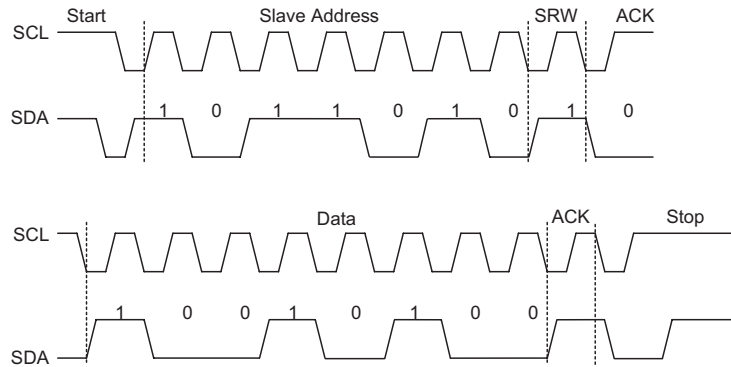 Start Slave Address SRW ACK
SCL
1 0 1 1 0 1 0 1 0
SDA
Data ACK Stop
SCL
1 0 0 1 0 1 0 0
SDA